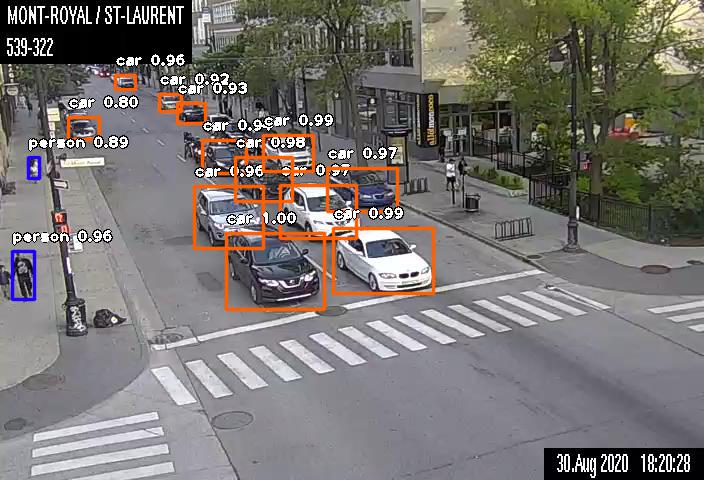 MONT-ROYAL / ST-LAURENT
539-322
car 0.96
car 0.92
car 0.93
car 0.80
car 0.99
person 0.89
0.98
car 0.97
car 0.96
person 0.96
car 1.00
car 0.99
30.Aug 2020 18:20:28